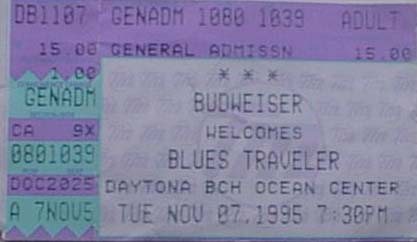 DB1107 GENADM 1080 1039 ADULT
15.00 GENERAL ADMISSN 15.00
1.00 * * *
GENADM BUDWEISER
CA 9X WELCOMES
0801039 BLUES TRAVELER
DOC2025 DAYTONA BCH OCEAN CENTER
A 7NOV5 TUE NOV 07.1995 7:30PM